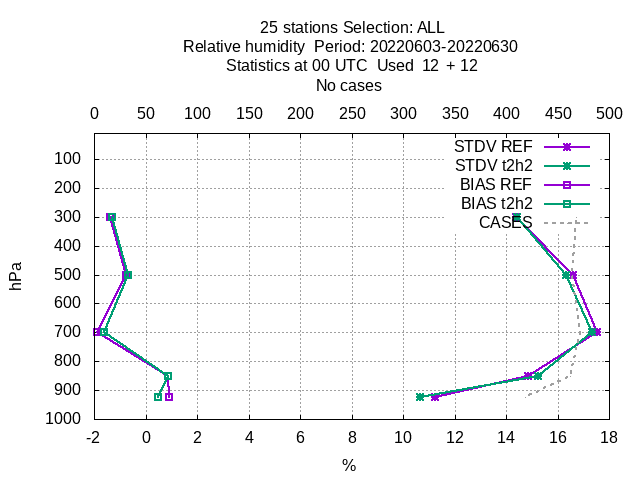 25 stations Selection: ALL
Relative humidity  Period: 20220603-20220630
Statistics at 00 UTC  Used  12  + 12
No cases
0 50 100 150 200 250 300 350 400 450 500
STDV REF
STDV t2h2
BIAS REF
BIAS t2h2
CASES
100
200
300
400
500
600
700
800
900
1000
hPa
-2 0 2 4 6 8 10 12 14 16 18
%